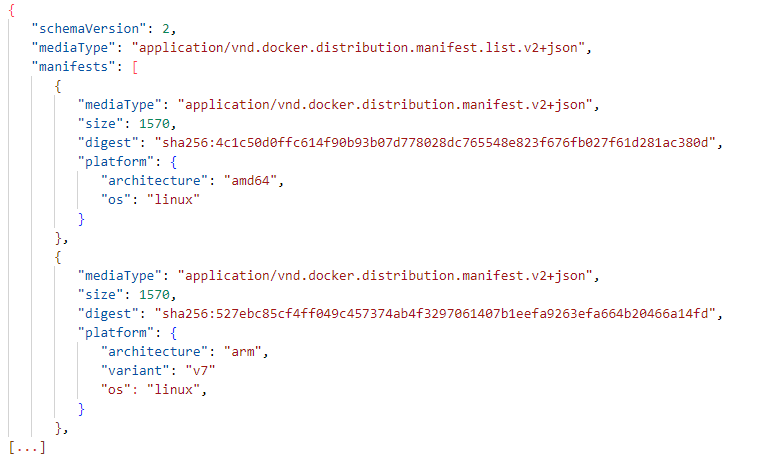 {
"schemaVersion": 2,
"mediaType": "application/vnd.docker.distribution.manifest.list.v2+json",
"manifests": [
{
"mediaType": "application/vnd.docker.distribution.manifest.v2+json",
"size": 1570,
"digest": "sha256:4c1c50d0ffc614f90b93b07d778028dc765548e823f676fb027f61d281ac380d",
"platform": {
"architecture": "amd64",
"os": "linux"
}
},
{
"mediaType": "application/vnd.docker.distribution.manifest.v2+json",
"size": 1570,
"digest": "sha256:527ebc85cf4ff049c457374ab4f3297061407b1eefa9263efa664b20466a14fd",
"platform": {
"architecture": "arm",
"variant": "v7"
"os": "linux",
}
},
[...]